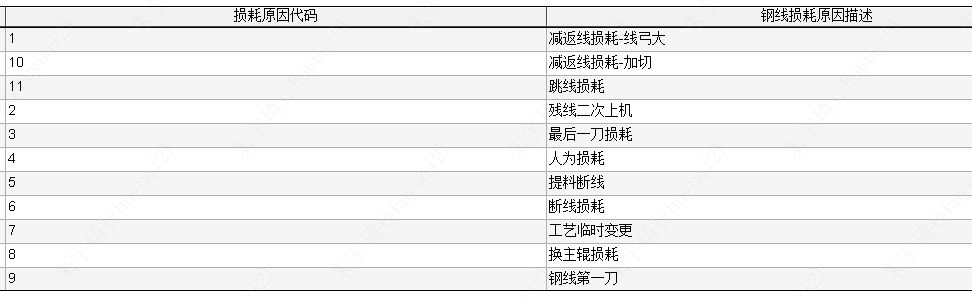 损耗原因代码 钢线损耗原因描述
1 减返线损耗-线弓大
10 减返线损耗-加切
11 跳线损耗
2 残线二次上机
3 最后一刀损耗
4 人为损耗
5 提料断线
6 断线损耗
7 工艺临时变更
8 换主辊损耗
9 钢线第一刀